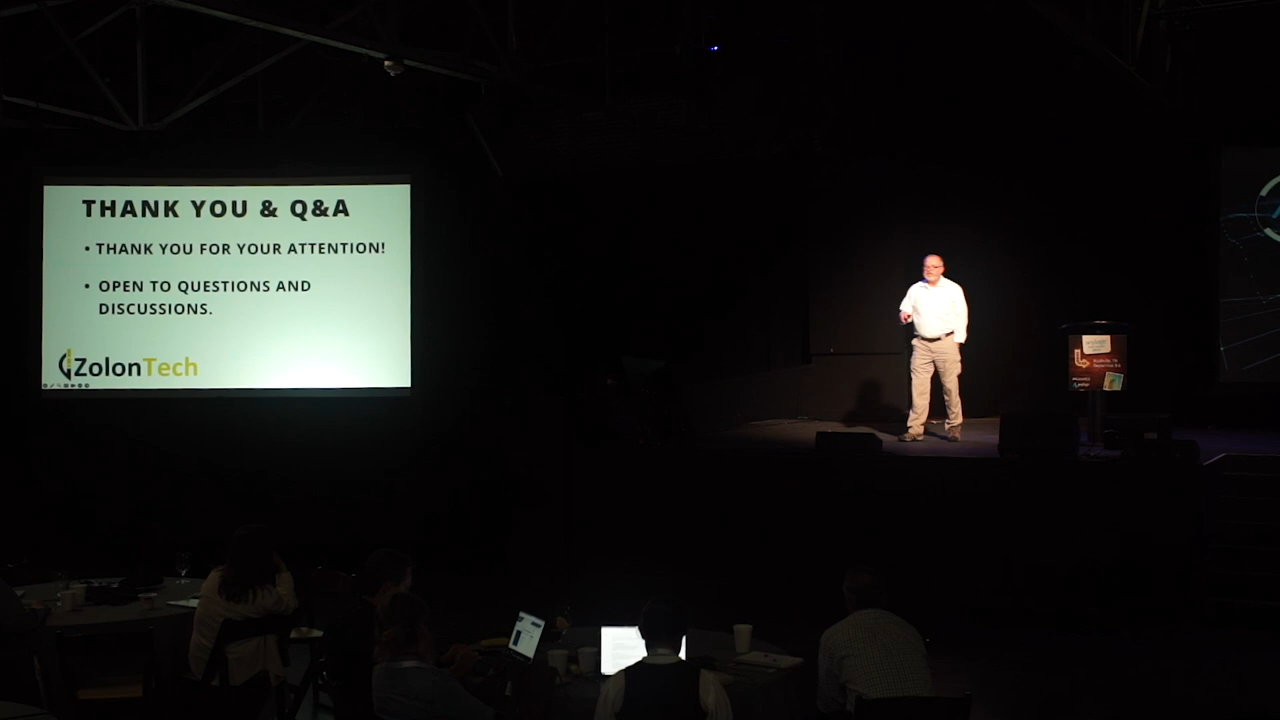 THANK YOU & Q&A
• THANK YOU FOR YOUR ATTENTION!
• OPEN TO QUESTIONS AND
DISCUSSIONS.
ZolonTech